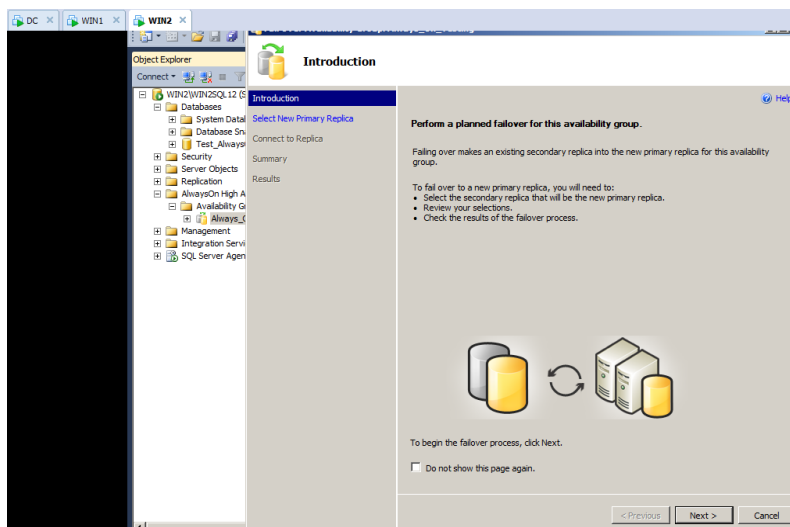 DC
WIN1
WIN2
Object Explorer
Connect
WIN2\WIN2SQL12 (S
Databases
System Datal
Database Sna
Test_Always
Security
Server Objects
Replication
AlwaysOn High A
Availability Gr
Always_O
Management
Integration Servi
SQL Server Agen
Introduction
Introduction
Select New Primary Replica
Connect to Replica
Summary
Results
Help
Perform a planned failover for this availability group.
Failing over makes an existing secondary replica into the new primary replica for this availability
group.
To fail over to a new primary replica, you will need to:
• Select the secondary replica that will be the new primary replica.
• Review your selections.
• Check the results of the failover process.
To begin the failover process, click Next.
Do not show this page again.
< Previous
Next >
Cancel